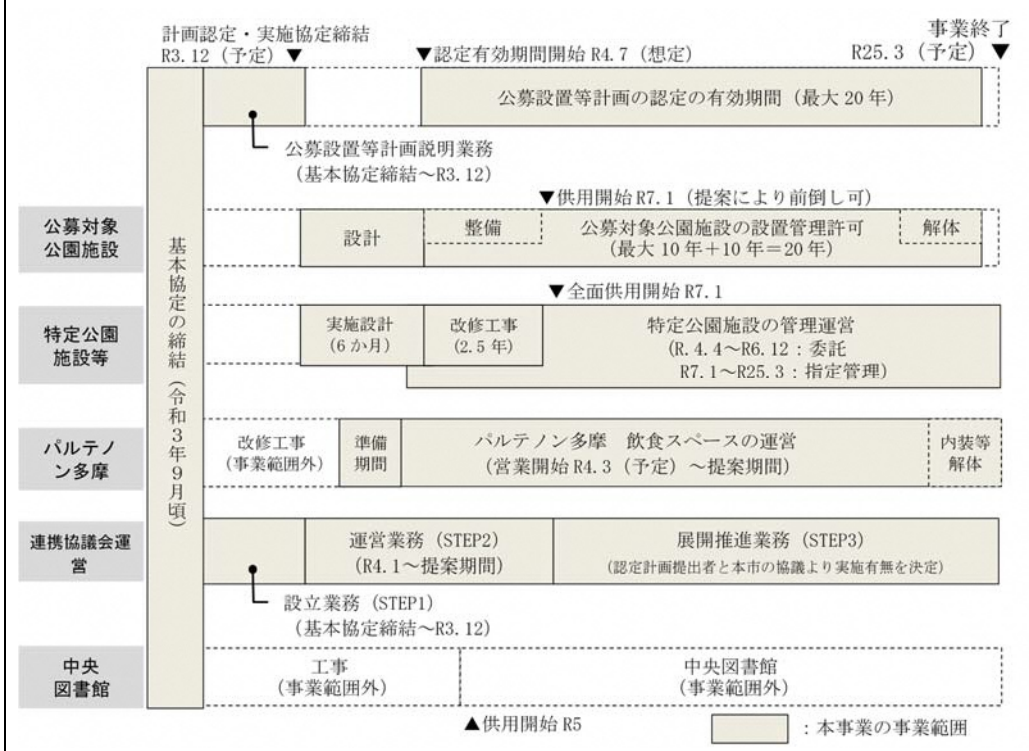 計画認定・実施協定締結
R3.12（予定）▼
▼認定有効期間開始 R4.7（想定）
事業終了
R25.3（予定）▼
公募設置等計画の認定の有効期間（最大 20 年）
公募設置等計画説明業務
（基本協定締結～R3.12）
基本協定の締結（令和3年9月頃）
▼供用開始 R7.1（提案により前倒し可）
公募対象
公園施設
設計
整備
公募対象公園施設の設置管理許可
（最大 10 年＋10 年＝20 年）
解体
▼全面供用開始 R7.1
特定公園
施設等
実施設計
（6 か月）
改修工事
（2.5 年）
特定公園施設の管理運営
（R.4.4～R6.12：委託
R7.1～R25.3：指定管理）
パルテノ
ン多摩
改修工事
（事業範囲外）
準備
期間
パルテノン多摩 飲食スペースの運営
（営業開始 R4.3（予定）～提案期間）
内装等
解体
連携協議会運
営
運営業務（STEP2）
（R4.1～提案期間）
展開推進業務（STEP3）
（認定計画提出者と本市の協議より実施有無を決定）
設立業務（STEP1）
（基本協定締結～R3.12）
中央
図書館
工事
（事業範囲外）
中央図書館
（事業範囲外）
▲供用開始 R5
：本事業の事業範囲